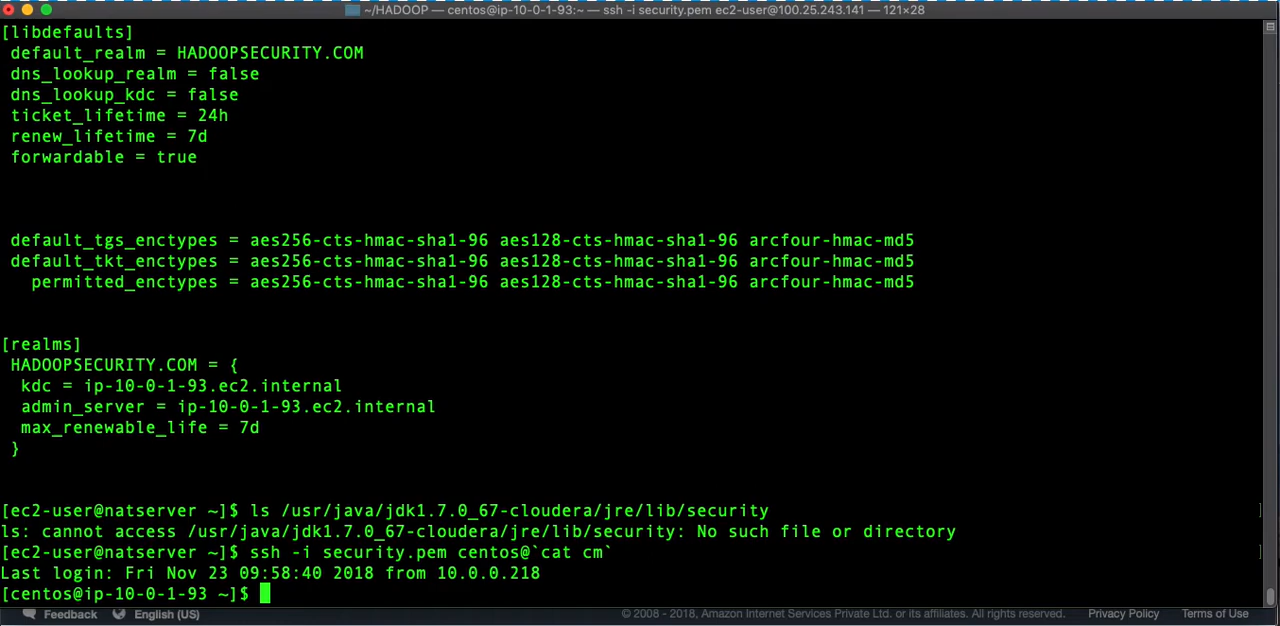 ~/HADOOP — centos@ip-10-0-1-93:~ — ssh -i security.pem ec2-user@100.25.243.141 — 121×28
[libdefaults]
default_realm = HADOOPSECURITY.COM
dns_lookup_realm = false
dns_lookup_kdc = false
ticket_lifetime = 24h
renew_lifetime = 7d
forwardable = true
default_tgs_enctypes = aes256-cts-hmac-sha1-96 aes128-cts-hmac-sha1-96 arcfour-hmac-md5
default_tkt_enctypes = aes256-cts-hmac-sha1-96 aes128-cts-hmac-sha1-96 arcfour-hmac-md5
permitted_enctypes = aes256-cts-hmac-sha1-96 aes128-cts-hmac-sha1-96 arcfour-hmac-md5
[realms]
HADOOPSECURITY.COM = {
kdc = ip-10-0-1-93.ec2.internal
admin_server = ip-10-0-1-93.ec2.internal
max_renewable_life = 7d
}
[ec2-user@natserver ~]$ ls /usr/java/jdk1.7.0_67-cloudera/jre/lib/security
ls: cannot access /usr/java/jdk1.7.0_67-cloudera/jre/lib/security: No such file or directory
[ec2-user@natserver ~]$ ssh -i security.pem centos@`cat cm`
Last login: Fri Nov 23 09:58:40 2018 from 10.0.0.218
[centos@ip-10-0-1-93 ~]$
Feedback English (US) © 2008 - 2018, Amazon Internet Services Private Ltd. or its affiliates. All rights reserved. Privacy Policy Terms of Use